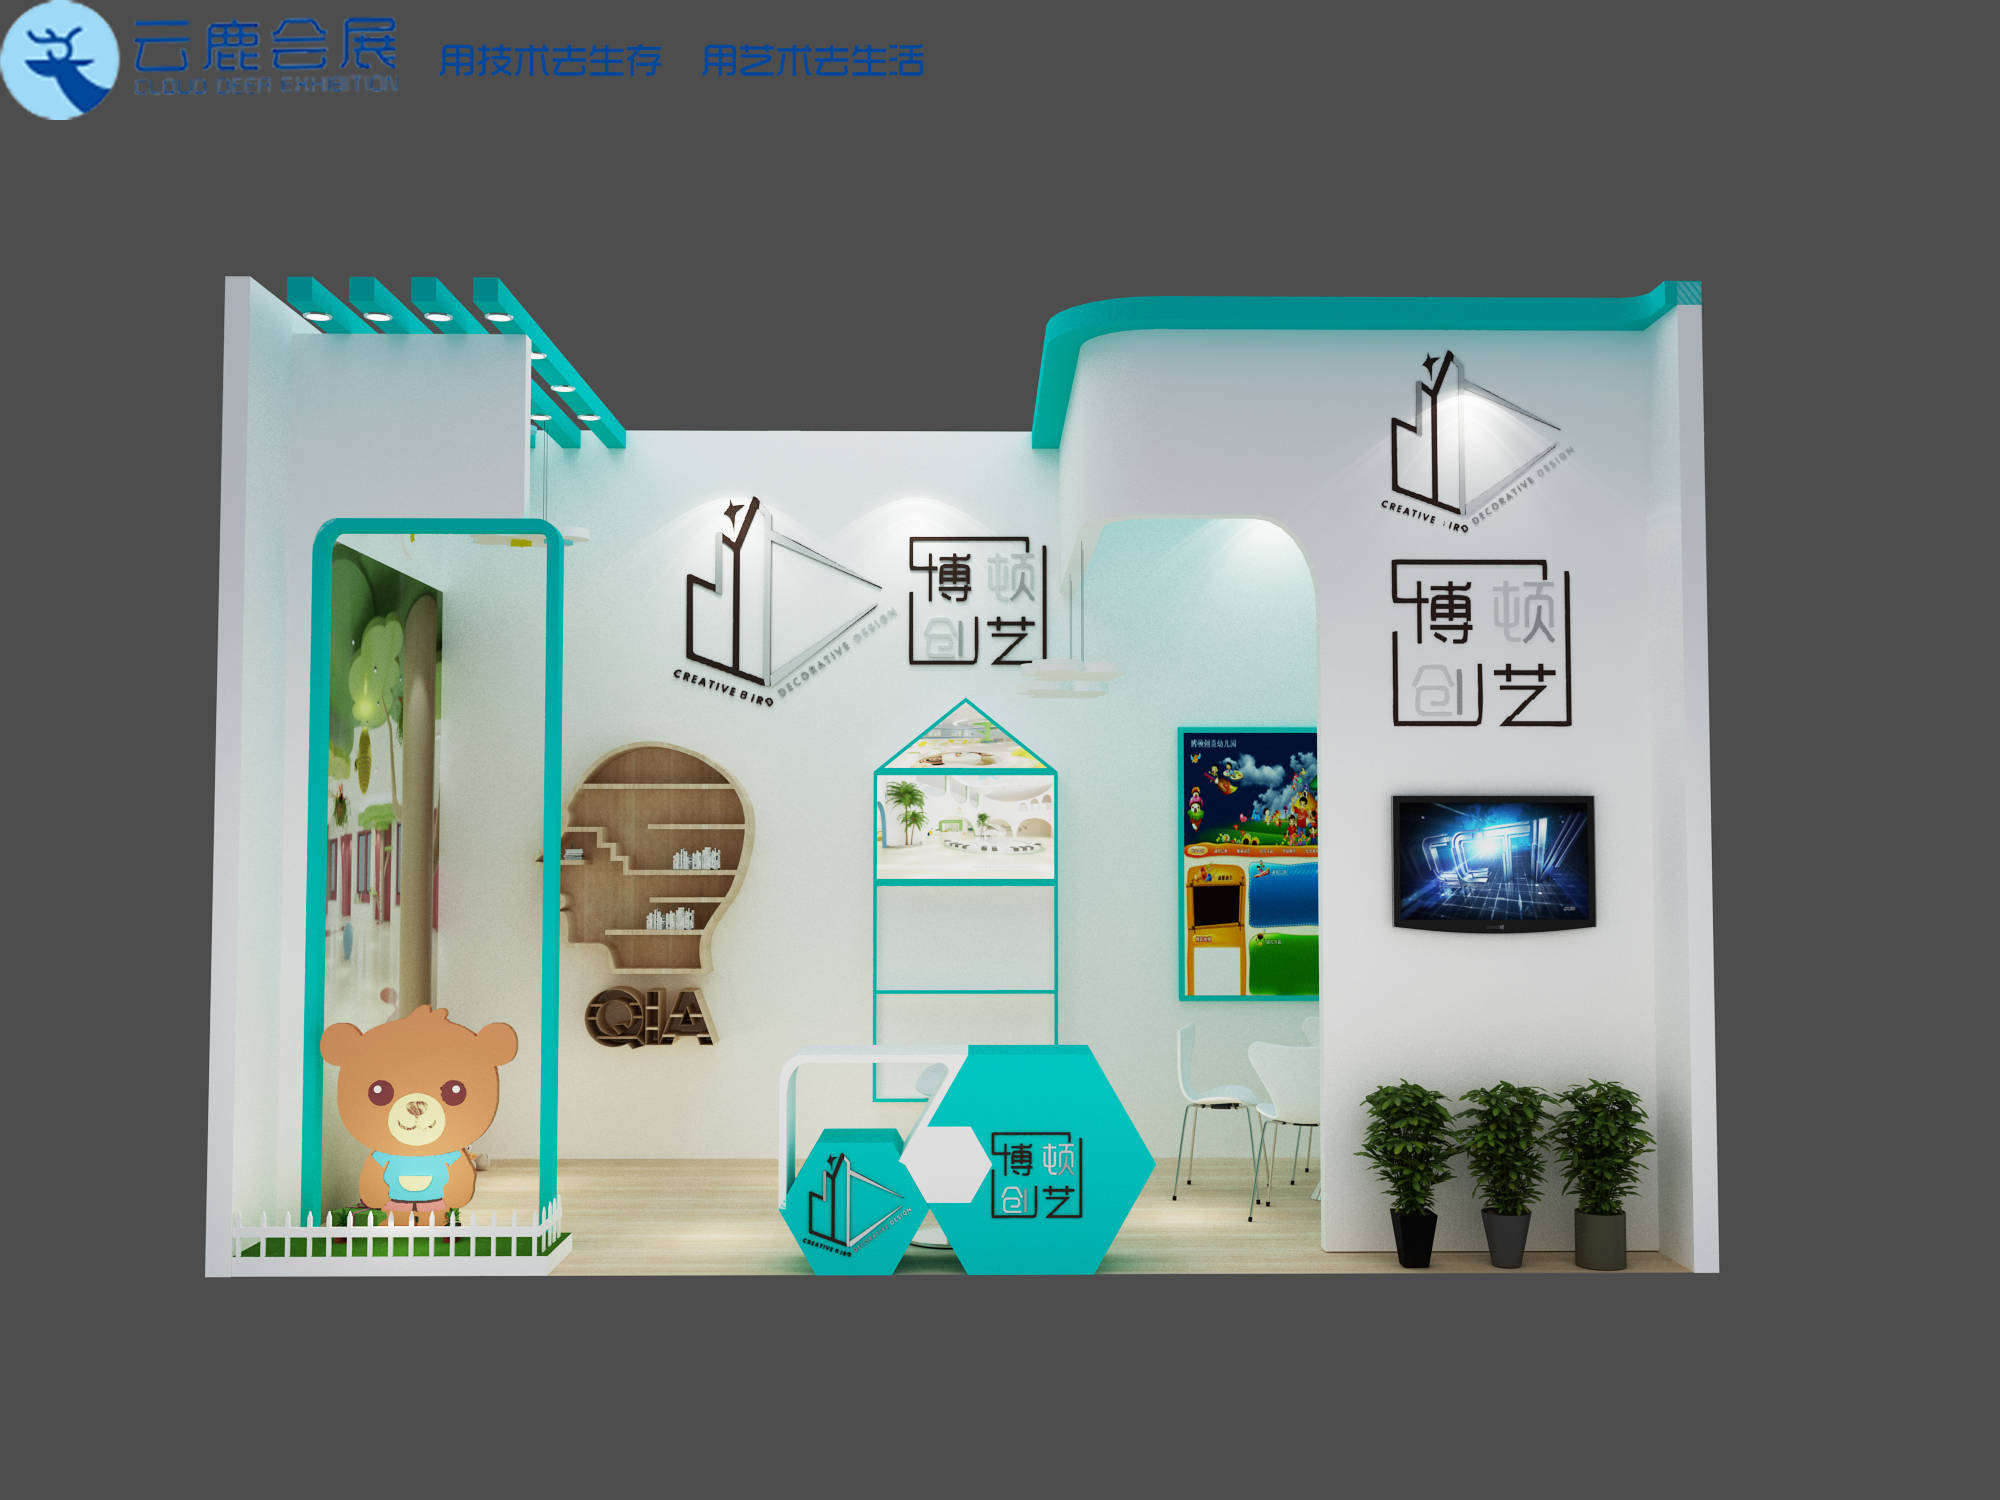 云鹿会展
CLOUD DEER EXHIBITION
用技术去生存 用艺术去生活
CREATIVE BIRD DECORATIVE DESIGN
博顿
创艺
CREATIVE BIRD DECORATIVE DESIGN
博顿
创艺
博顿创意幼儿园
CCTV
QIA
CREATIVE BIRD DECORATIVE DESIGN
博顿
创艺